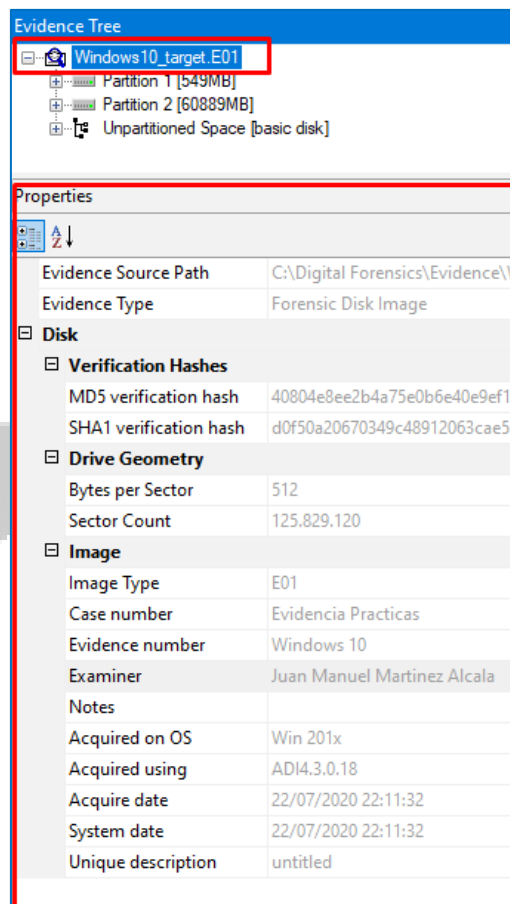 Evidence Tree
Windows10_target.E01
Partition 1 [549MB]
Partition 2 [60889MB]
Unpartitioned Space [basic disk]
Properties
Evidence Source Path C:\Digital Forensics\Evidence\
Evidence Type Forensic Disk Image
Disk
Verification Hashes
MD5 verification hash 40804e8ee2b4a75e0b6e40e9ef1
SHA1 verification hash d0f50a20670349c48912063cae5
Drive Geometry
Bytes per Sector 512
Sector Count 125.829.120
Image
Image Type E01
Case number Evidencia Practicas
Evidence number Windows 10
Examiner Juan Manuel Martinez Alcala
Notes
Acquired on OS Win 201x
Acquired using ADI4.3.0.18
Acquire date 22/07/2020 22:11:32
System date 22/07/2020 22:11:32
Unique description untitled